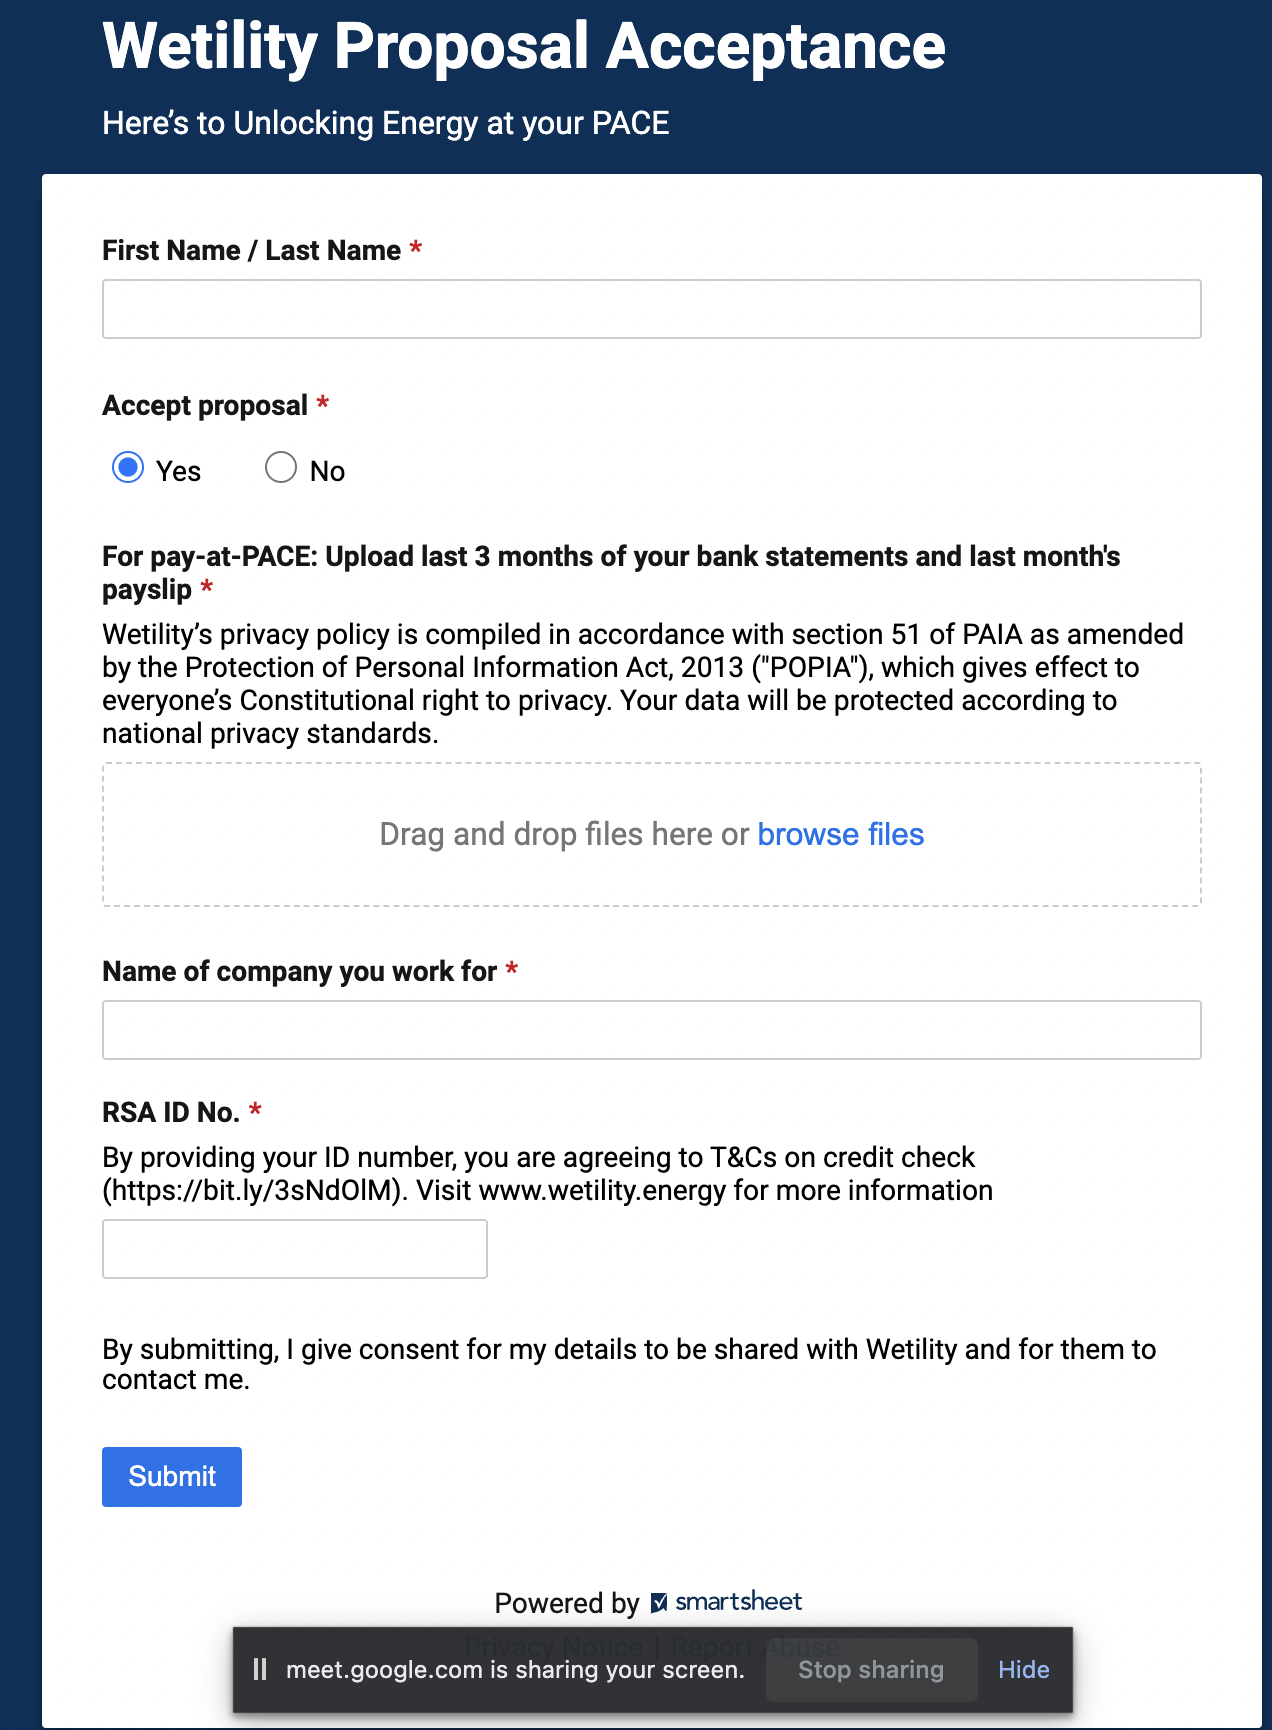 Wetility Proposal Acceptance
Here’s to Unlocking Energy at your PACE
First Name / Last Name *
Accept proposal *
Yes No
For pay-at-PACE: Upload last 3 months of your bank statements and last month's
payslip *
Wetility’s privacy policy is compiled in accordance with section 51 of PAIA as amended
by the Protection of Personal Information Act, 2013 ("POPIA"), which gives effect to
everyone’s Constitutional right to privacy. Your data will be protected according to
national privacy standards.
Drag and drop files here or browse files
Name of company you work for *
RSA ID No. *
By providing your ID number, you are agreeing to T&Cs on credit check
(https://bit.ly/3sNdOlM). Visit www.wetility.energy for more information
By submitting, I give consent for my details to be shared with Wetility and for them to
contact me.
Submit
Powered by smartsheet
Privacy Notice | Report Abuse
meet.google.com is sharing your screen. Stop sharing Hide